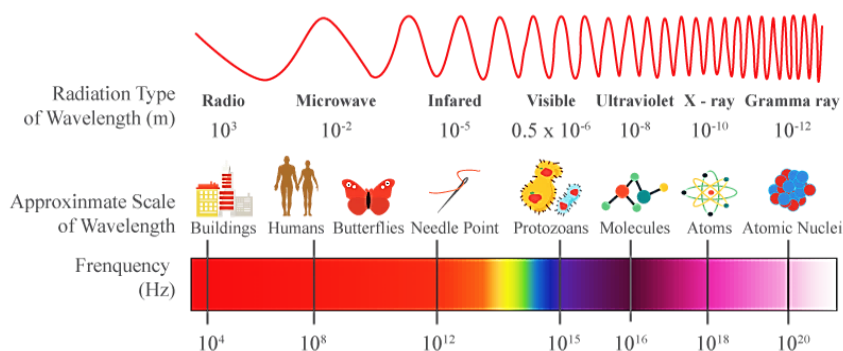 Radiation Type
of Wavelength (m)
Radio Microwave Infared Visible Ultraviolet X - ray Gramma ray
10³ 10⁻² 10⁻⁵ 0.5 x 10⁻⁶ 10⁻⁸ 10⁻¹⁰ 10⁻¹²
Approxinmate Scale
of Wavelength
Buildings Humans Butterflies Needle Point Protozoans Molecules Atoms Atomic Nuclei
Frenquency
(Hz)
10⁴ 10⁸ 10¹² 10¹⁵ 10¹⁶ 10¹⁸ 10²⁰